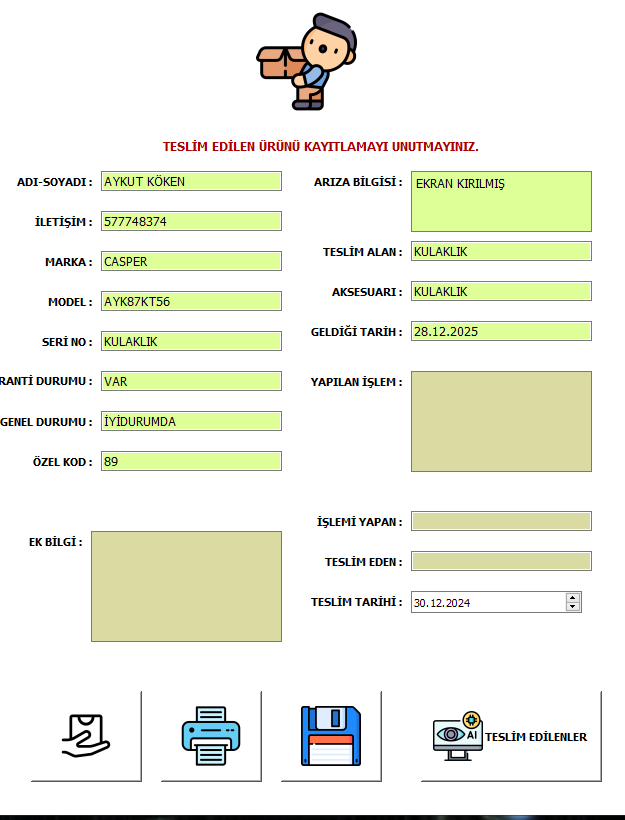 TESLİM EDİLEN ÜRÜNÜ KAYITLAMAYI UNUTMAYINIZ.
ADI-SOYADI : AYKUT KÖKEN
İLETİŞİM : 577748374
MARKA : CASPER
MODEL : AYK87KT56
SERİ NO : KULAKLIK
RANTİ DURUMU : VAR
GENEL DURUMU : İYİDURUMDA
ÖZEL KOD : 89
EK BİLGİ :
ARIZA BİLGİSİ : EKRAN KIRILMIŞ
TESLİM ALAN : KULAKLIK
AKSESUARI : KULAKLIK
GELDİĞİ TARİH : 28.12.2025
YAPILAN İŞLEM :
İŞLEMİ YAPAN :
TESLİM EDEN :
TESLİM TARİHİ : 30.12.2024
AI
TESLİM EDİLENLER